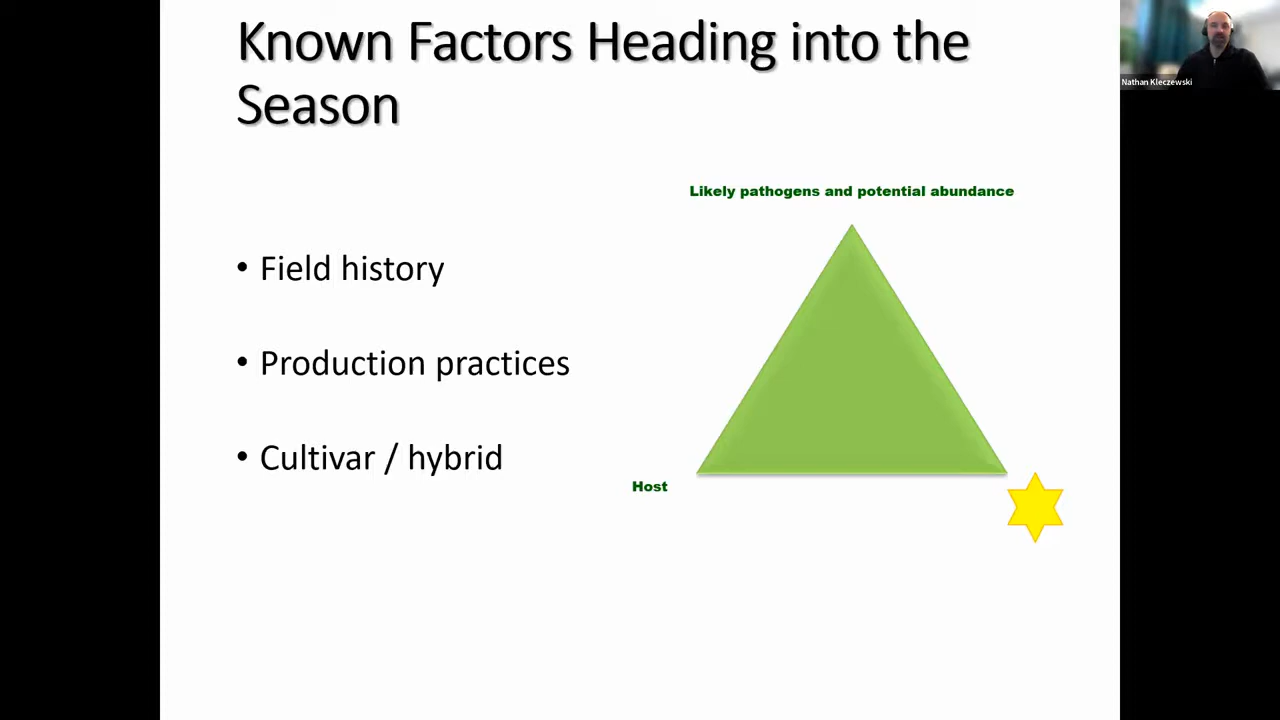 Known Factors Heading into the
Season
Nathan Kleczewski
Likely pathogens and potential abundance
• Field history
• Production practices
• Cultivar / hybrid
Host